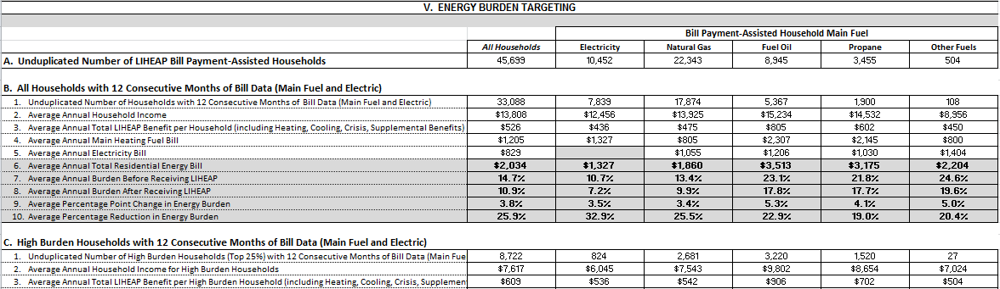 V. ENERGY BURDEN TARGETING
Bill Payment-Assisted Household Main Fuel
All Households Electricity Natural Gas Fuel Oil Propane Other Fuels
A. Unduplicated Number of LIHEAP Bill Payment-Assisted Households 45,699 10,452 22,343 8,945 3,455 504
B. All Households with 12 Consecutive Months of Bill Data (Main Fuel and Electric)
1. Unduplicated Number of Households with 12 Consecutive Months of Bill Data (Main Fuel and Electric) 33,088 7,839 17,874 5,367 1,900 108
2. Average Annual Household Income $13,808 $12,456 $13,925 $15,234 $14,532 $8,956
3. Average Annual Total LIHEAP Benefit per Household (including Heating, Cooling, Crisis, Supplemental Benefits) $526 $436 $475 $805 $602 $450
4. Average Annual Main Heating Fuel Bill $1,205 $1,327 $805 $2,307 $2,145 $800
5. Average Annual Electricity Bill $829 $1,055 $1,206 $1,030 $1,404
6. Average Annual Total Residential Energy Bill $2,034 $1,327 $1,860 $3,513 $3,175 $2,204
7. Average Annual Burden Before Receiving LIHEAP 14.7% 10.7% 13.4% 23.1% 21.8% 24.6%
8. Average Annual Burden After Receiving LIHEAP 10.9% 7.2% 9.9% 17.8% 17.7% 19.6%
9. Average Percentage Point Change in Energy Burden 3.8% 3.5% 3.4% 5.3% 4.1% 5.0%
10. Average Percentage Reduction in Energy Burden 25.9% 32.9% 25.5% 22.9% 19.0% 20.4%
C. High Burden Households with 12 Consecutive Months of Bill Data (Main Fuel and Electric)
1. Unduplicated Number of High Burden Households (Top 25%) with 12 Consecutive Months of Bill Data (Main Fue 8,722 824 2,681 3,220 1,520 27
2. Average Annual Household Income for High Burden Households $7,617 $6,045 $7,543 $9,802 $8,654 $7,024
3. Average Annual Total LIHEAP Benefit per High Burden Household (including Heating, Cooling, Crisis, Supplemen $609 $536 $542 $906 $702 $504